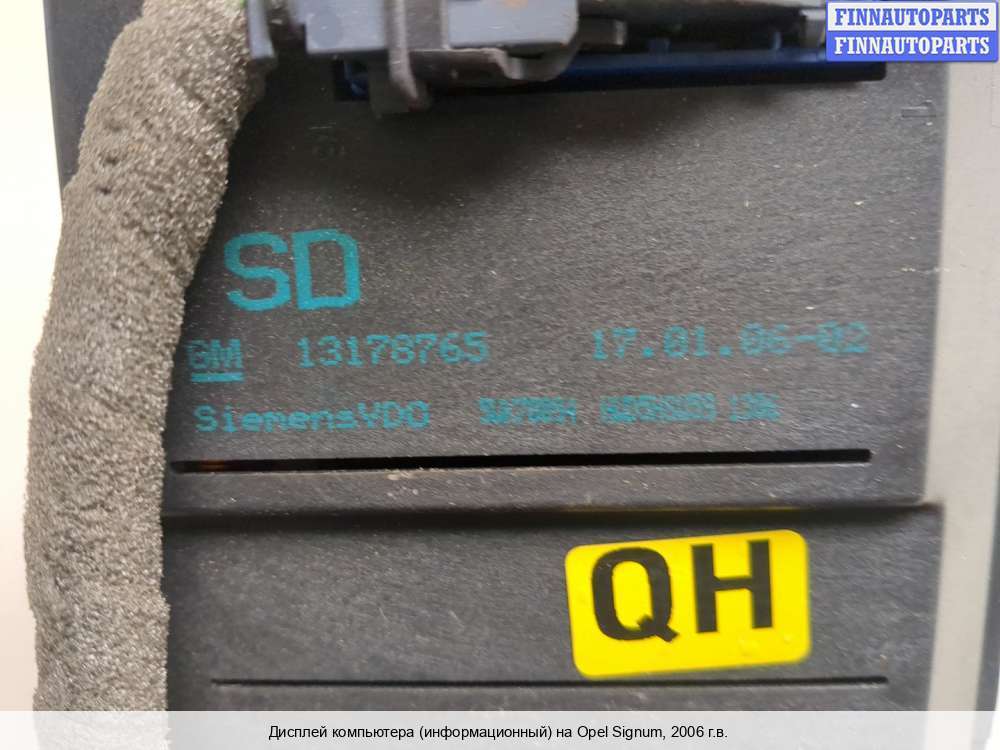 FINNAUTOPARTS
FINNAUTOPARTS
SD
GM 13178765 17.01.06-02
SiemensVDO
QH
Дисплей компьютера (информационный) на Opel Signum, 2006 г.в.